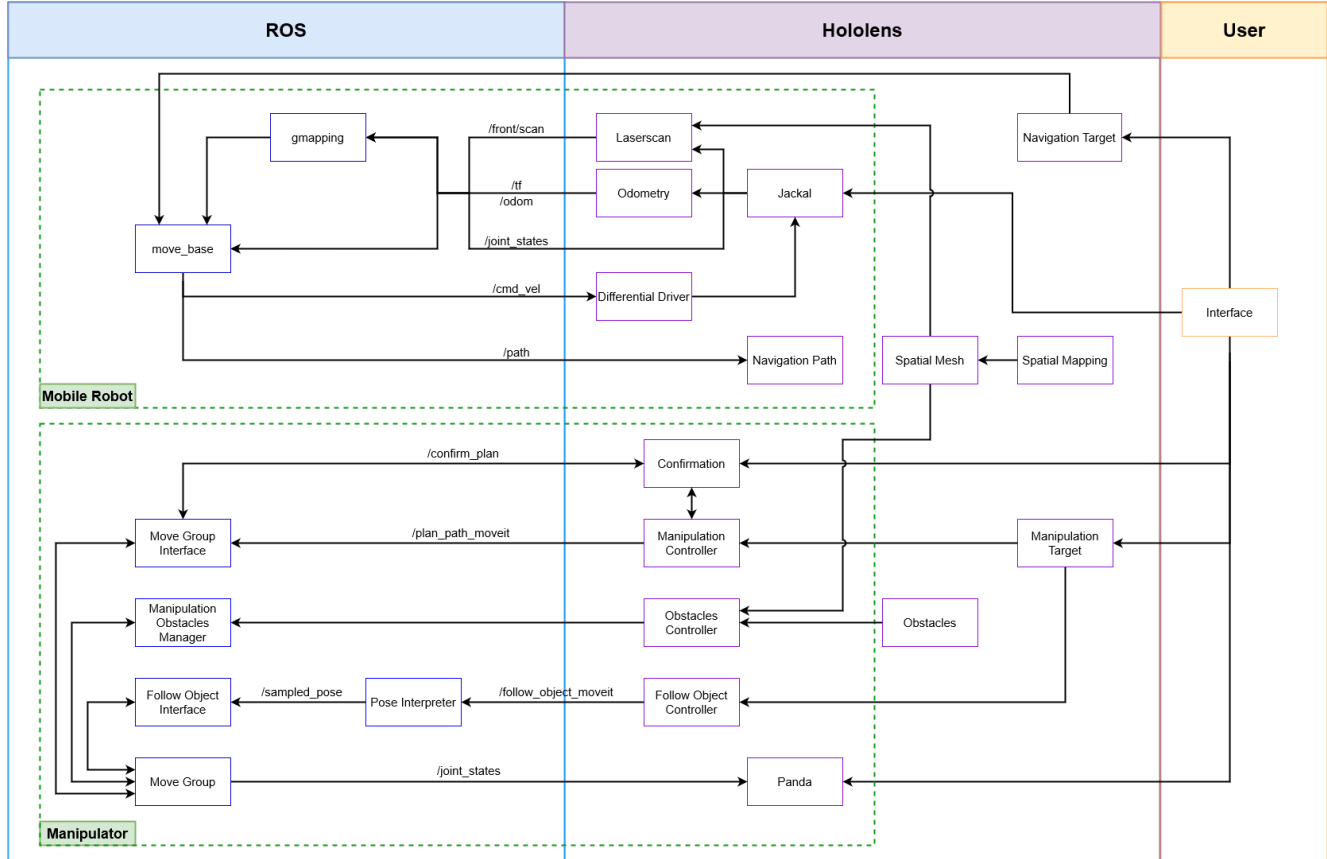 ROS
Hololens
User
/front/scan
gmapping
Laserscan
Navigation Target
/tf
/odom
Odometry
Jackal
move_base
/joint_states
/cmd_vel
Differential Driver
Interface
/path
Navigation Path
Spatial Mesh
Spatial Mapping
Mobile Robot
/confirm_plan
Confirmation
Move Group
Interface
/plan_path_moveit
Manipulation
Controller
Manipulation
Target
Manipulation
Obstacles
Manager
Obstacles
Controller
Obstacles
Follow Object
Interface
/sampled_pose
Pose Interpreter
/follow_object_moveit
Follow Object
Controller
Move Group
/joint_states
Panda
Manipulator